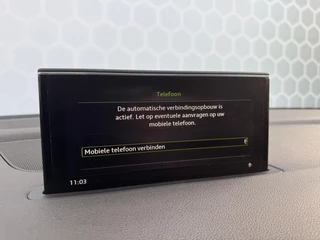 Telefoon
De automatische verbindingsopbouw is
actief. Let op eventuele aanvragen op uw
mobiele telefoon.
Mobiele telefoon verbinden
11:03